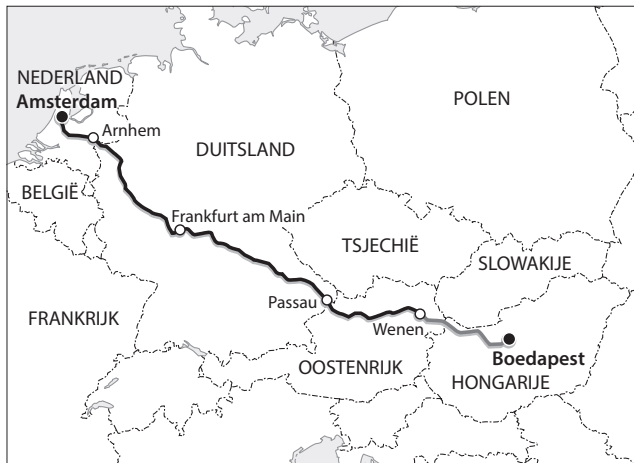 NEDERLAND
Amsterdam
Arnhem
POLEN
DUITSLAND
BELGIË
Frankfurt am Main
TSJECHIË
SLOWAKIJE
Passau
FRANKRIJK
Wenen
Boedapest
OOSTENRIJK
HONGARIJE